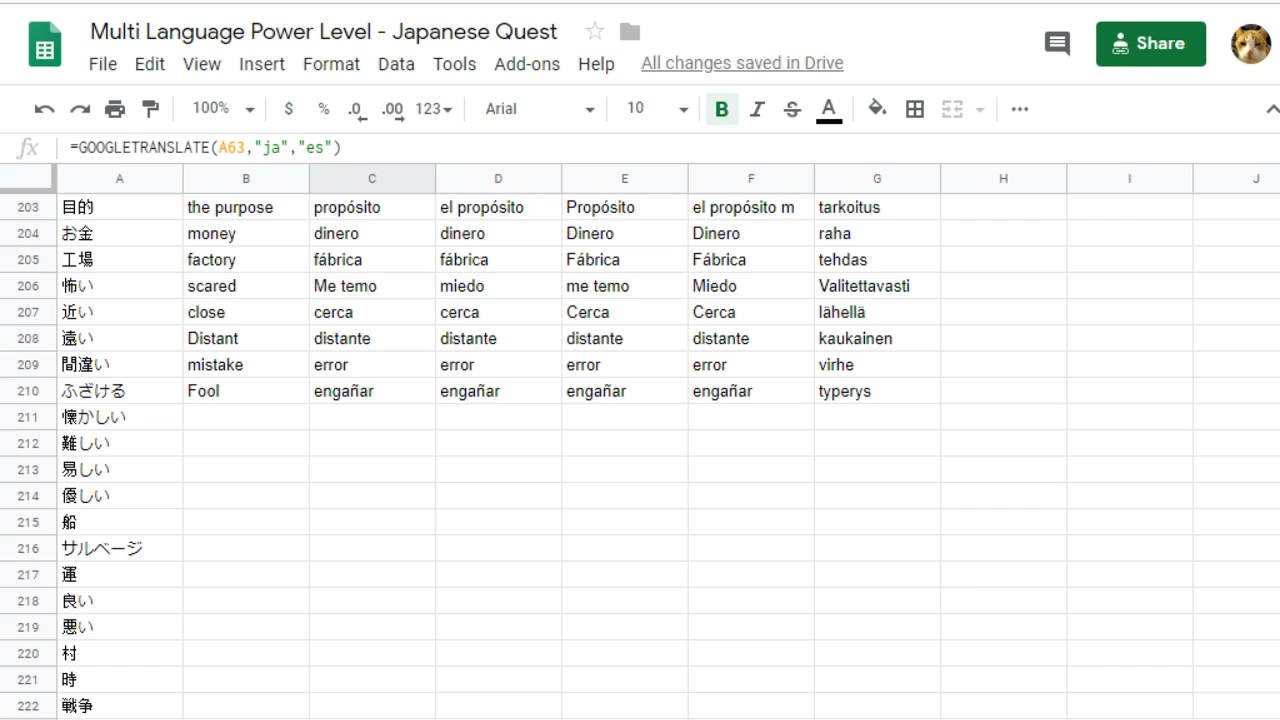 Multi Language Power Level - Japanese Quest
File Edit View Insert Format Data Tools Add-ons Help All changes saved in Drive
Share
100% $ % .0 .00 123 Arial 10 B I S A
fx =GOOGLETRANSLATE(A63,"ja","es")
A B C D E F G H I J
203 目的 the purpose propósito el propósito Propósito el propósito m tarkoitus
204 お金 money dinero dinero Dinero Dinero raha
205 工場 factory fábrica fábrica Fábrica Fábrica tehdas
206 怖い scared Me temo miedo me temo Miedo Valitettavasti
207 近い close cerca cerca Cerca Cerca lähellä
208 遠い Distant distante distante distante distante kaukainen
209 間違い mistake error error error error virhe
210 ふざける Fool engañar engañar engañar engañar typerys
211 懐かしい
212 難しい
213 易しい
214 優しい
215 船
216 サルベージ
217 運
218 良い
219 悪い
220 村
221 時
222 戦争